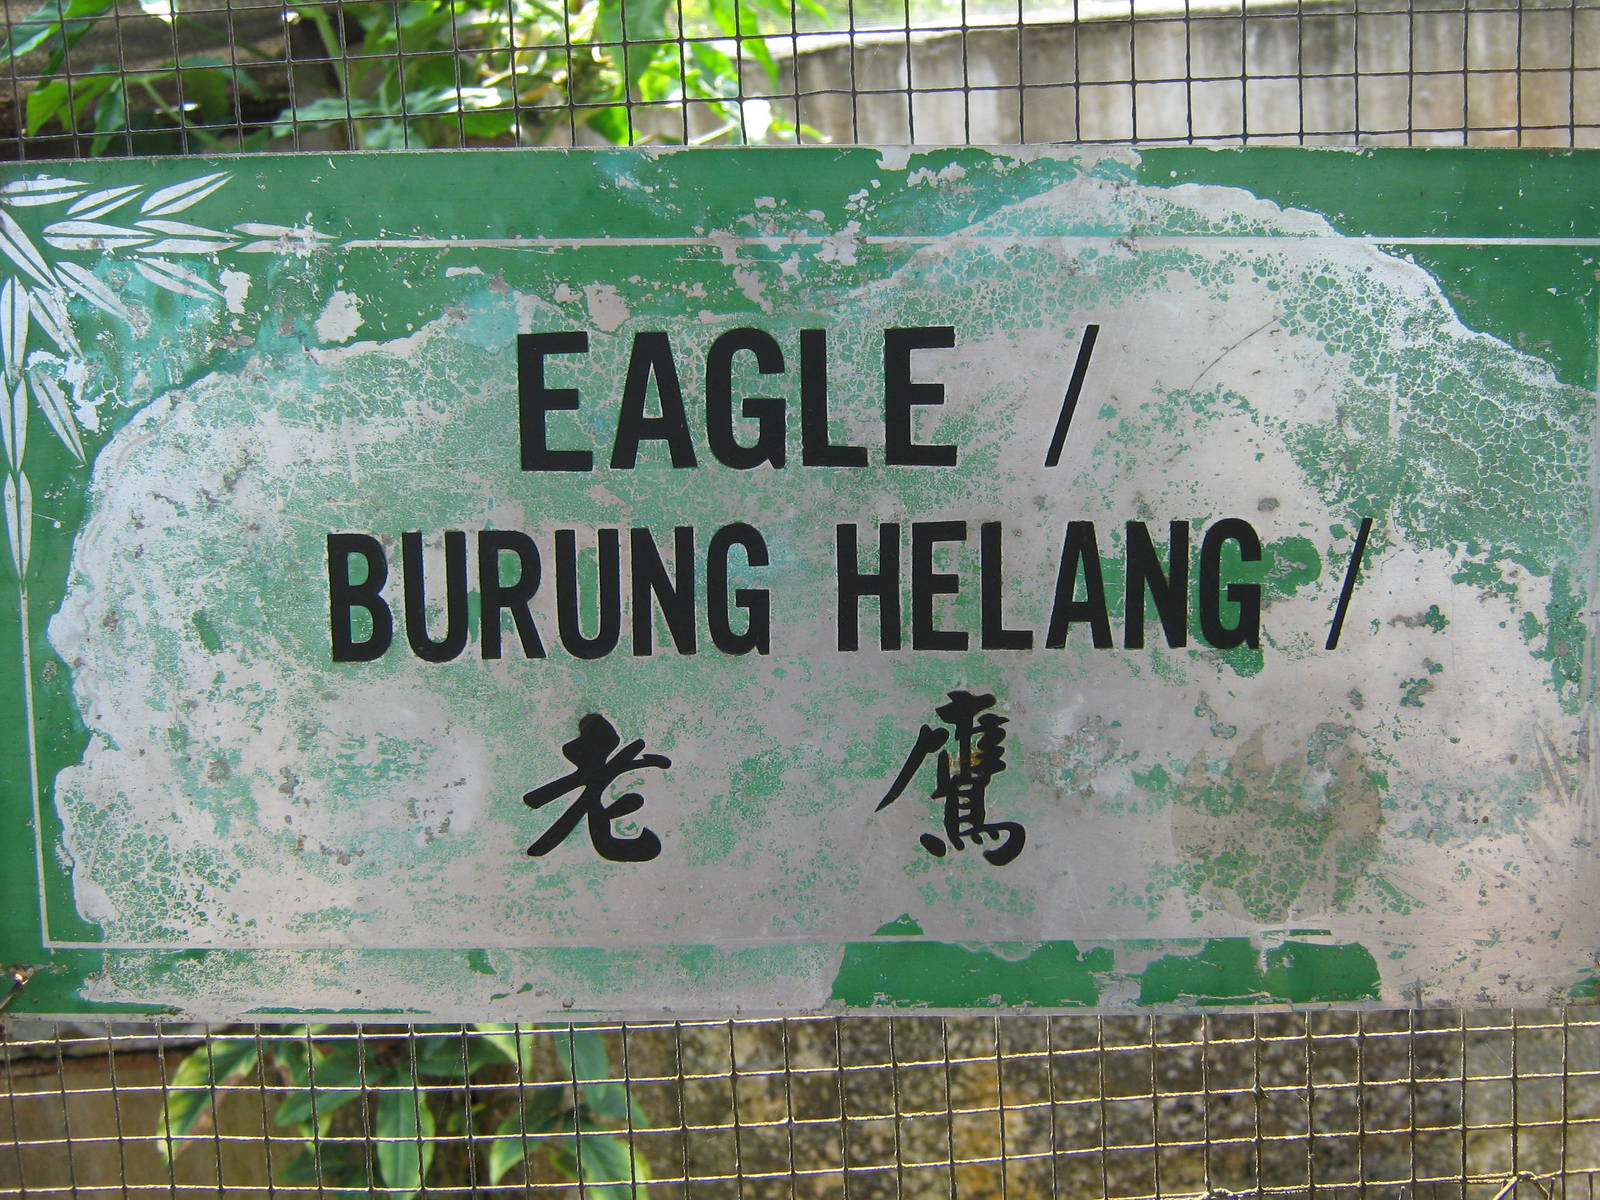 EAGLE /
BURUNG HELANG /
老 鷹